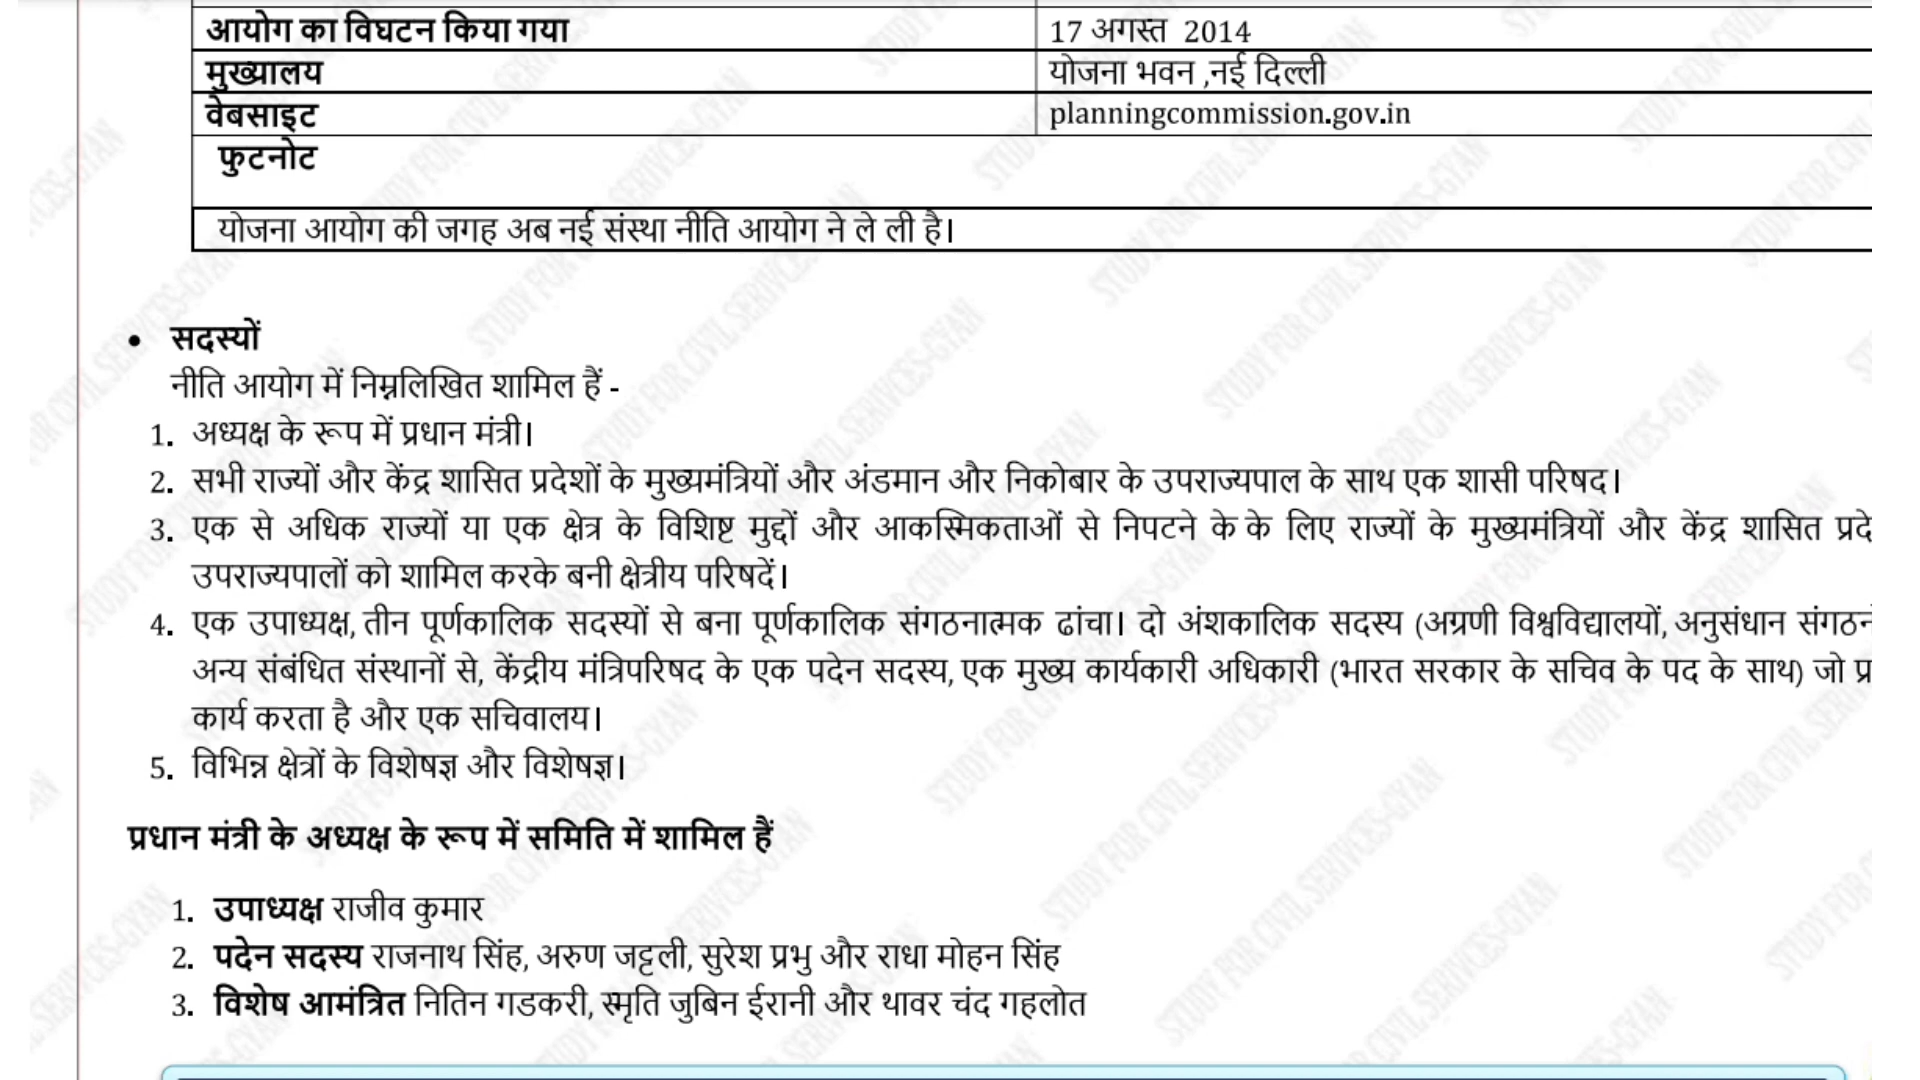 आयोग का विघटन किया गया 17 अगस्त 2014
मुख्यालय योजना भवन ,नई दिल्ली
वेबसाइट planningcommission.gov.in
फुटनोट
योजना आयोग की जगह अब नई संस्था नीति आयोग ने ले ली है।
• सदस्यों
नीति आयोग में निम्नलिखित शामिल हैं -
1. अध्यक्ष के रूप में प्रधान मंत्री।
2. सभी राज्यों और केंद्र शासित प्रदेशों के मुख्यमंत्रियों और अंडमान और निकोबार के उपराज्यपाल के साथ एक शासी परिषद।
3. एक से अधिक राज्यों या एक क्षेत्र के विशिष्ट मुद्दों और आकस्मिकताओं से निपटने के के लिए राज्यों के मुख्यमंत्रियों और केंद्र शासित प्रदे
उपराज्यपालों को शामिल करके बनी क्षेत्रीय परिषदें।
4. एक उपाध्यक्ष, तीन पूर्णकालिक सदस्यों से बना पूर्णकालिक संगठनात्मक ढांचा। दो अंशकालिक सदस्य (अग्रणी विश्वविद्यालयों, अनुसंधान
अन्य संबंधित संस्थानों से, केंद्रीय मंत्रिपरिषद के एक पदेन सदस्य, एक मुख्य कार्यकारी अधिकारी (भारत सरकार के सचिव के पद के साथ) जो प्र
कार्य करता है और एक सचिवालय।
5. विभिन्न क्षेत्रों के विशेषज्ञ और विशेषज्ञ।
प्रधान मंत्री के अध्यक्ष के रूप में समिति में शामिल हैं
1. उपाध्यक्ष राजीव कुमार
2. पदेन सदस्य राजनाथ सिंह, अरुण जट्टली, सुरेश प्रभु और राधा मोहन सिंह
3. विशेष आमंत्रित नितिन गडकरी, स्मृति जुबिन ईरानी और थावर चंद गहलोत
STUDY FOR CIVIL SERIVCES-GYAN